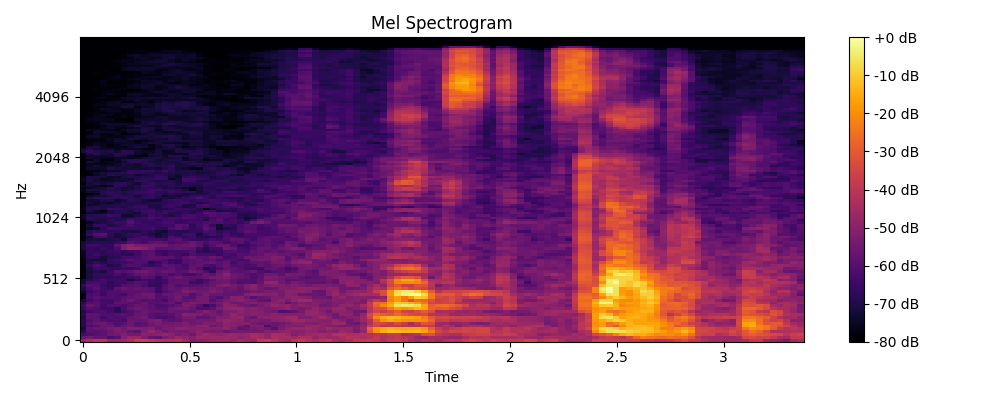 Mel Spectrogram
+0 dB
-10 dB
-20 dB
-30 dB
-40 dB
-50 dB
-60 dB
-70 dB
-80 dB
4096
2048
1024
512
0
Hz
0
0.5
1
1.5
2
2.5
3
Time